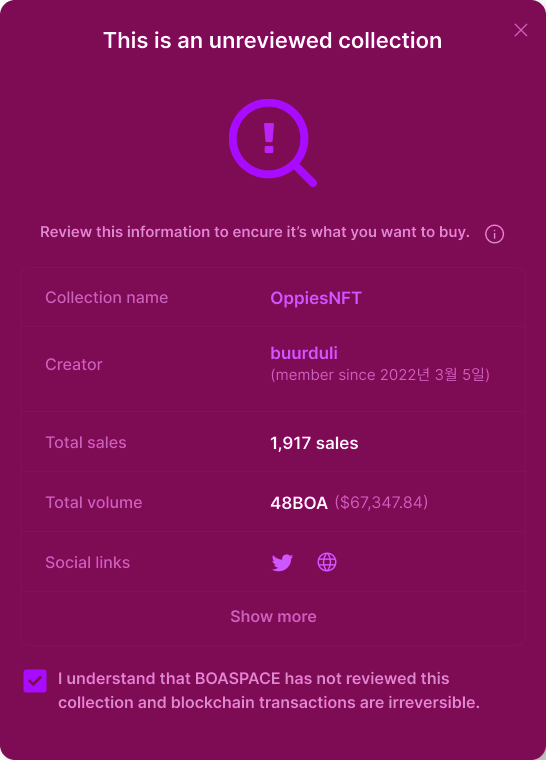 This is an unreviewed collection
!
Review this information to encure it's what you want to buy.
Collection name
OppiesNFT
Creator
buurduli
(member since 2022년 3월 5일)
Total sales
1,917 sales
Total volume
48BOA ($67,347.84)
Social links
Show more
I understand that BOASPACE has not reviewed this
collection and blockchain transactions are irreversible.